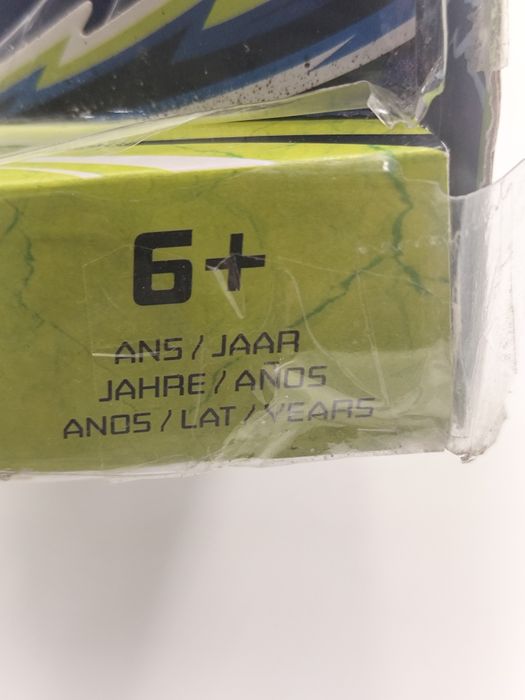 6+
ANS / JAAR
JAHRE / AÑOS
ANOS / LAT / YEARS